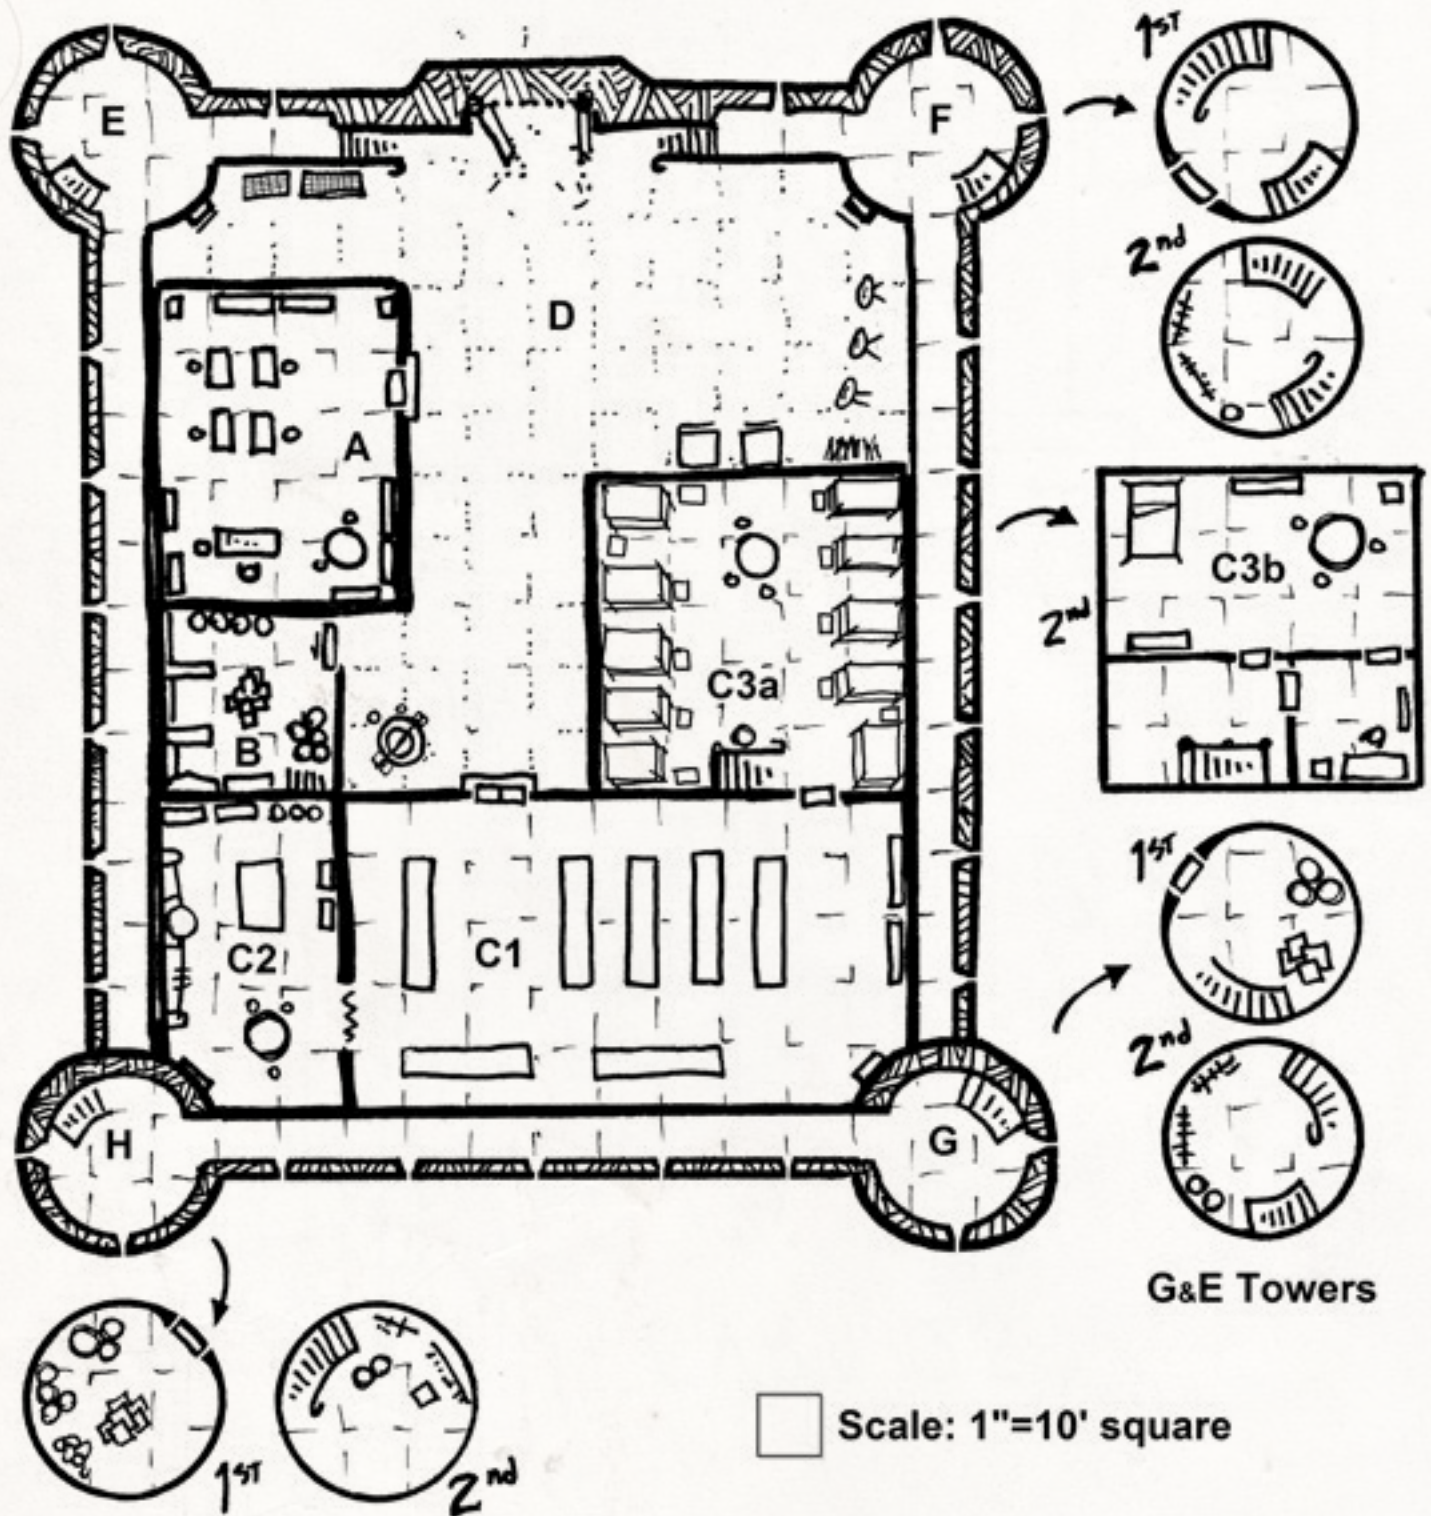 1ST
E
F
2nd
D
A
C3b
2nd
C3a
B
1ST
C2
C1
2nd
H
G
G&E Towers
Scale: 1"=10' square
1ST
2nd